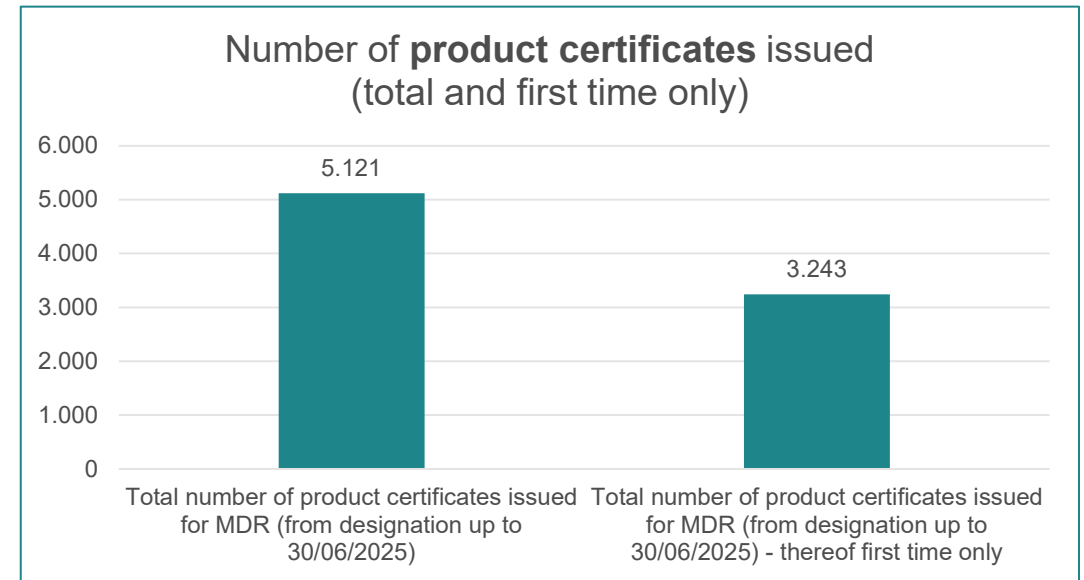 Number of product certificates issued
(total and first time only)
6.000
5.000
4.000
3.000
2.000
1.000
0
5.121
3.243
Total number of product certificates issued
for MDR (from designation up to
30/06/2025)
Total number of product certificates issued
for MDR (from designation up to
30/06/2025) - thereof first time only